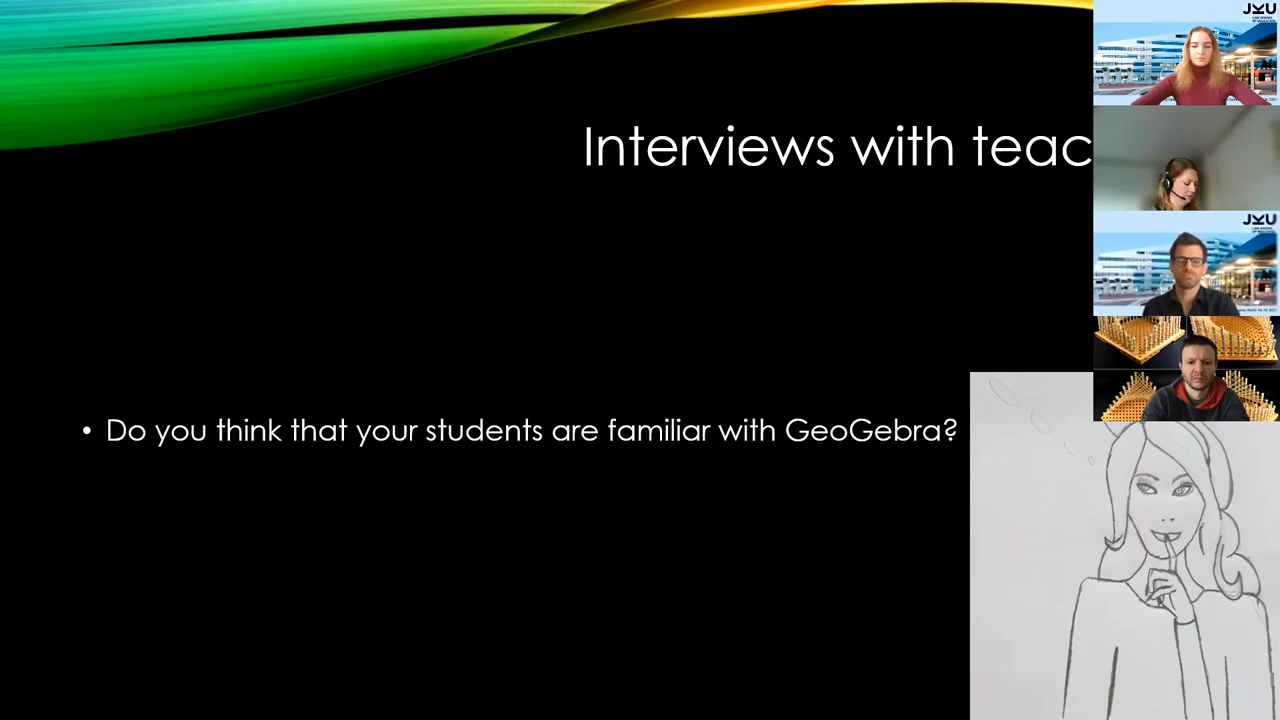 JKU
Interviews with teac
JKU
• Do you think that your students are familiar with GeoGebra?